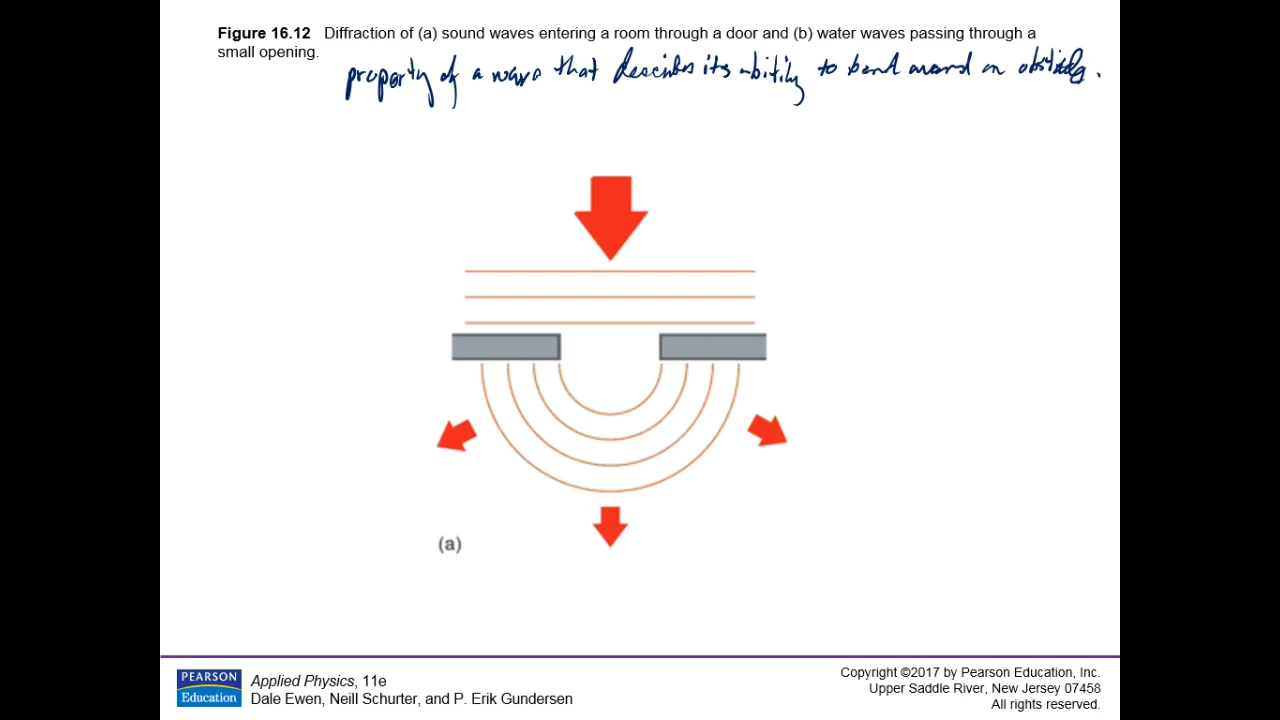 Figure 16.12 Diffraction of (a) sound waves entering a room through a door and (b) water waves passing through a
small opening.
property of a wave that describes its ability to bend around an obstacle.
(a)
PEARSON
Education
Applied Physics, 11e
Dale Ewen, Neill Schurter, and P. Erik Gundersen
Copyright ©2017 by Pearson Education, Inc.
Upper Saddle River, New Jersey 07458
All rights reserved.